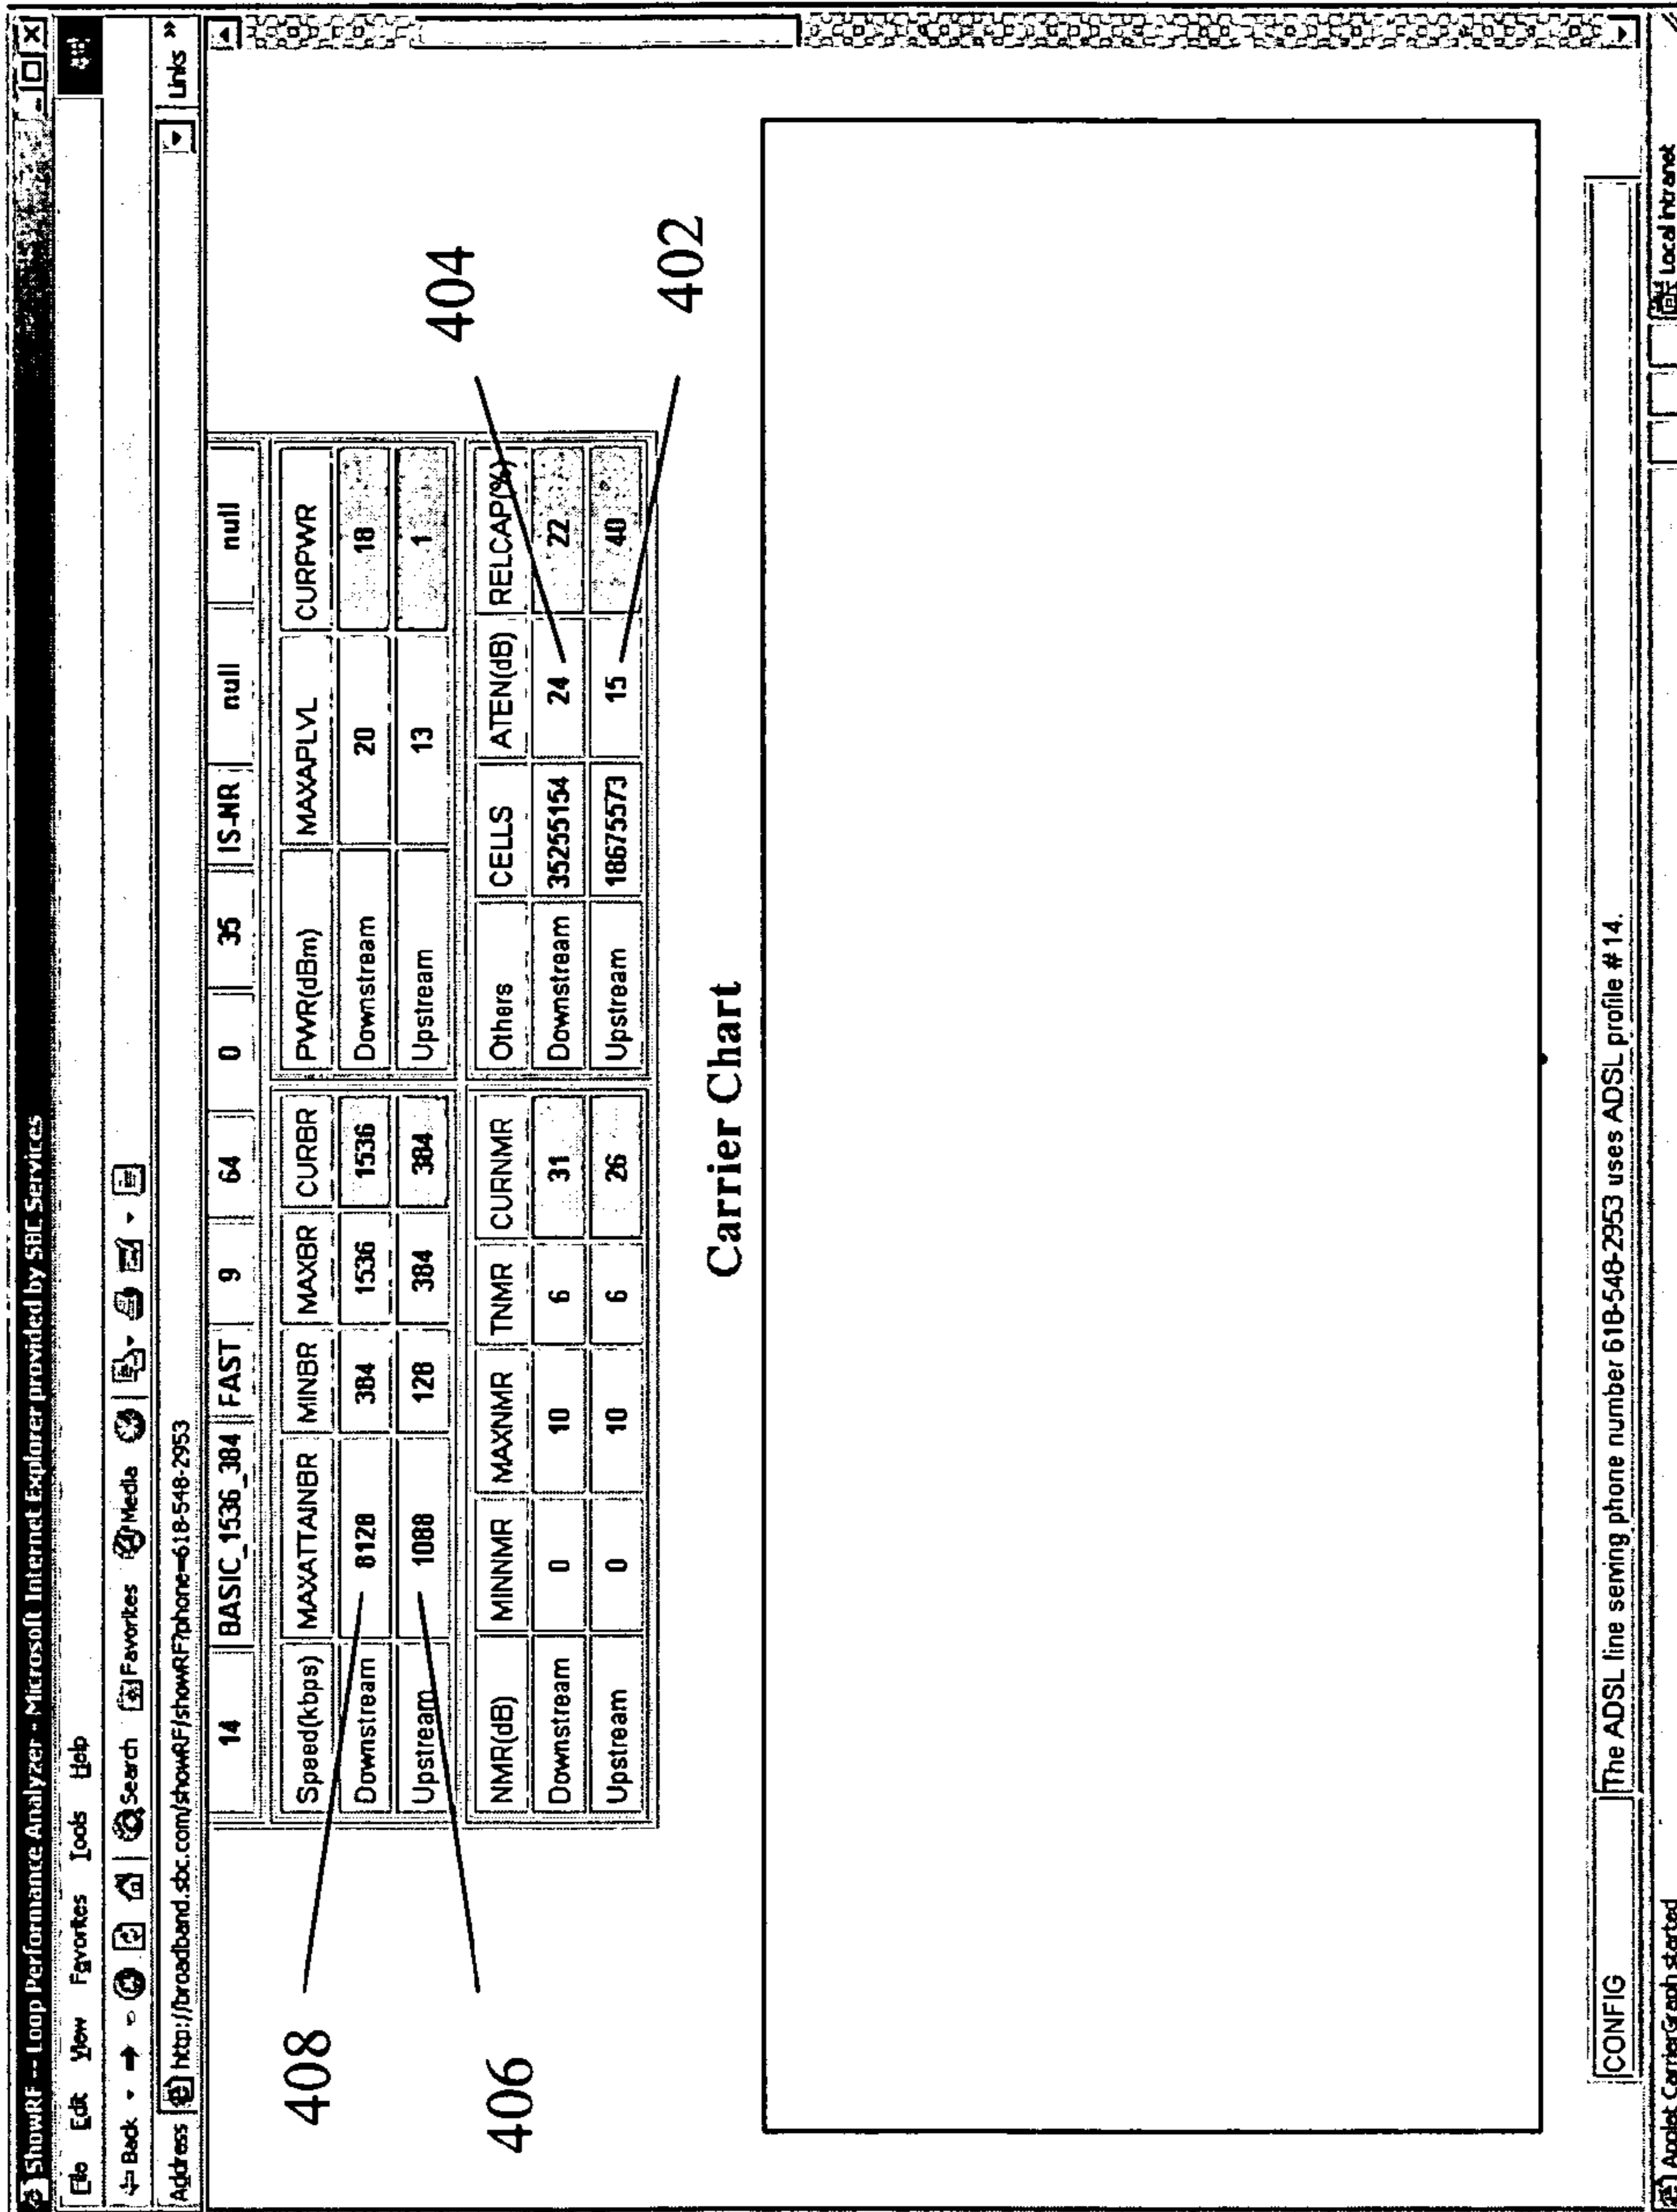 ShowRF -- Loop Performance Analyzer - Microsoft Internet Explorer provided by SBC Services
File Edit View Favorites Tools Help
Back Search Favorites Media
Address http://broadband.sbc.com/showRF/showRF?phone=618-548-2953 Links »
14 BASIC_1536_384 FAST 9 64 0 35 IS-NR null null
Speed(kbps) MAXATTAINBR MINBR MAXBR CURBR PWR(dBm) MAXAPLVL CURPWR
Downstream 8128 384 1536 1536 Downstream 20 18
Upstream 1088 128 384 384 Upstream 13 1
NMR(dB) MINNMR MAXNMR TNMR CURNMR Others CELLS ATEN(dB) RELCAP(%)
Downstream 0 10 6 31 Downstream 35255154 24 22
Upstream 0 10 6 26 Upstream 18675573 15 40
408
406
404
402
Carrier Chart
CONFIG The ADSL line serving phone number 618-548-2953 uses ADSL profile #14.
Applet CarrierGraph started Local intranet